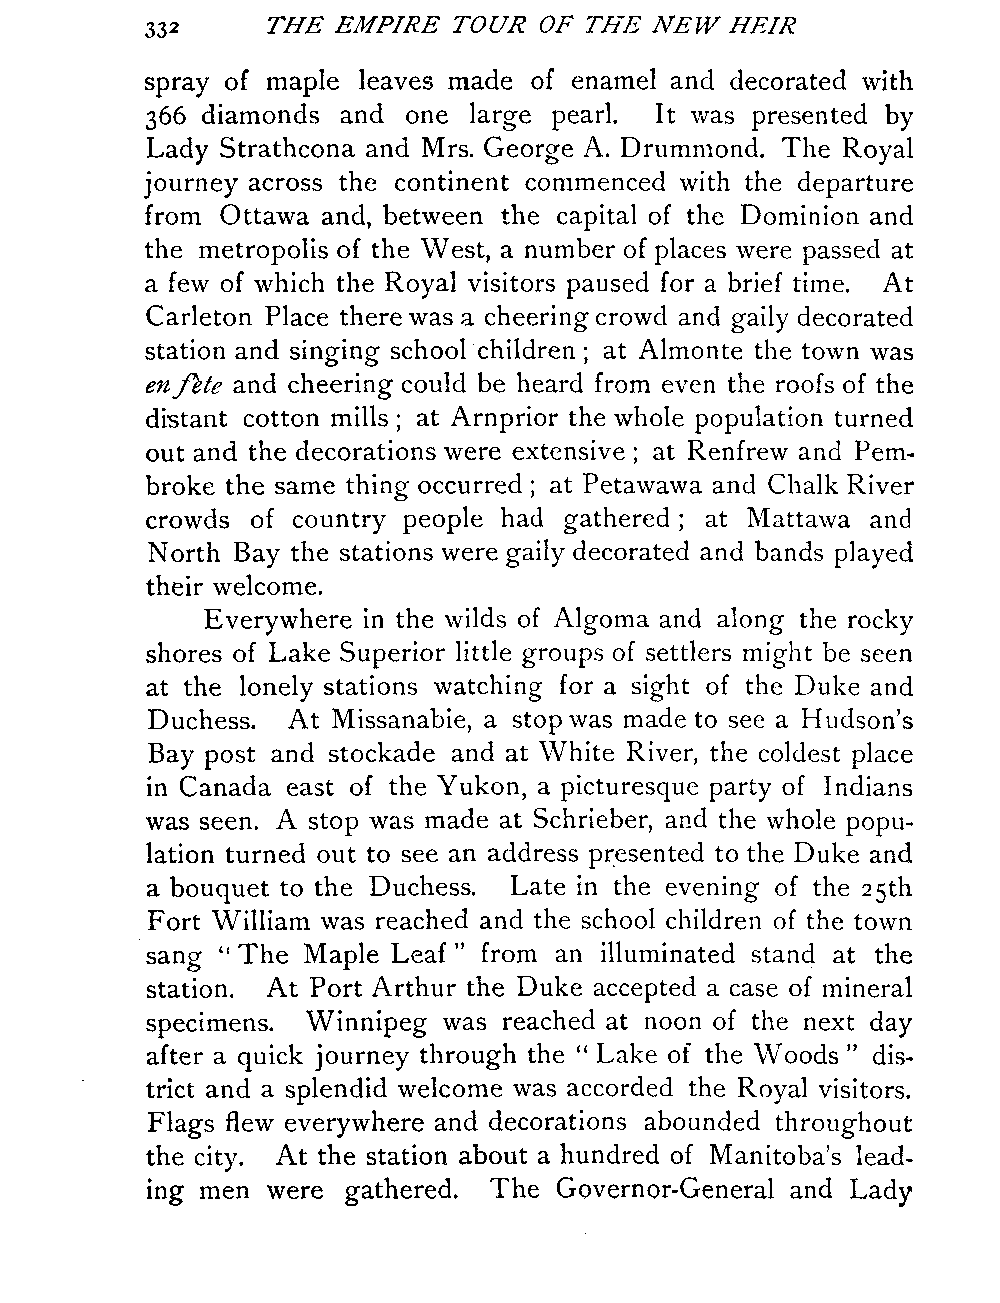 332 THE EMPIRE TOUR OF THE NEW HEIR
spray of maple leaves made of enamel and decorated with
366 diamonds and one large pearl. It was presented by
Lady Strathcona and Mrs. George A. Drummond. The Royal
journey across the continent commenced with the departure
from Ottawa and, between the capital of the Dominion and
the metropolis of the West, a number of places were passed at
a few of which the Royal visitors paused for a brief time. At
Carleton Place there was a cheering crowd and gaily decorated
station and singing school children ; at Almonte the town was
en fête and cheering could be heard from even the roofs of the
distant cotton mills ; at Arnprior the whole population turned
out and the decorations were extensive ; at Renfrew and Pem-
broke the same thing occurred ; at Petawawa and Chalk River
crowds of country people had gathered ; at Mattawa and
North Bay the stations were gaily decorated and bands played
their welcome.
Everywhere in the wilds of Algoma and along the rocky
shores of Lake Superior little groups of settlers might be seen
at the lonely stations watching for a sight of the Duke and
Duchess. At Missanabie, a stop was made to see a Hudson's
Bay post and stockade and at White River, the coldest place
in Canada east of the Yukon, a picturesque party of Indians
was seen. A stop was made at Schrieber, and the whole popu-
lation turned out to see an address presented to the Duke and
a bouquet to the Duchess. Late in the evening of the 25th
Fort William was reached and the school children of the town
sang “ The Maple Leaf ” from an illuminated stand at the
station. At Port Arthur the Duke accepted a case of mineral
specimens. Winnipeg was reached at noon of the next day
after a quick journey through the “ Lake of the Woods ” dis-
trict and a splendid welcome was accorded the Royal visitors.
Flags flew everywhere and decorations abounded throughout
the city. At the station about a hundred of Manitoba's lead-
ing men were gathered. The Governor-General and Lady